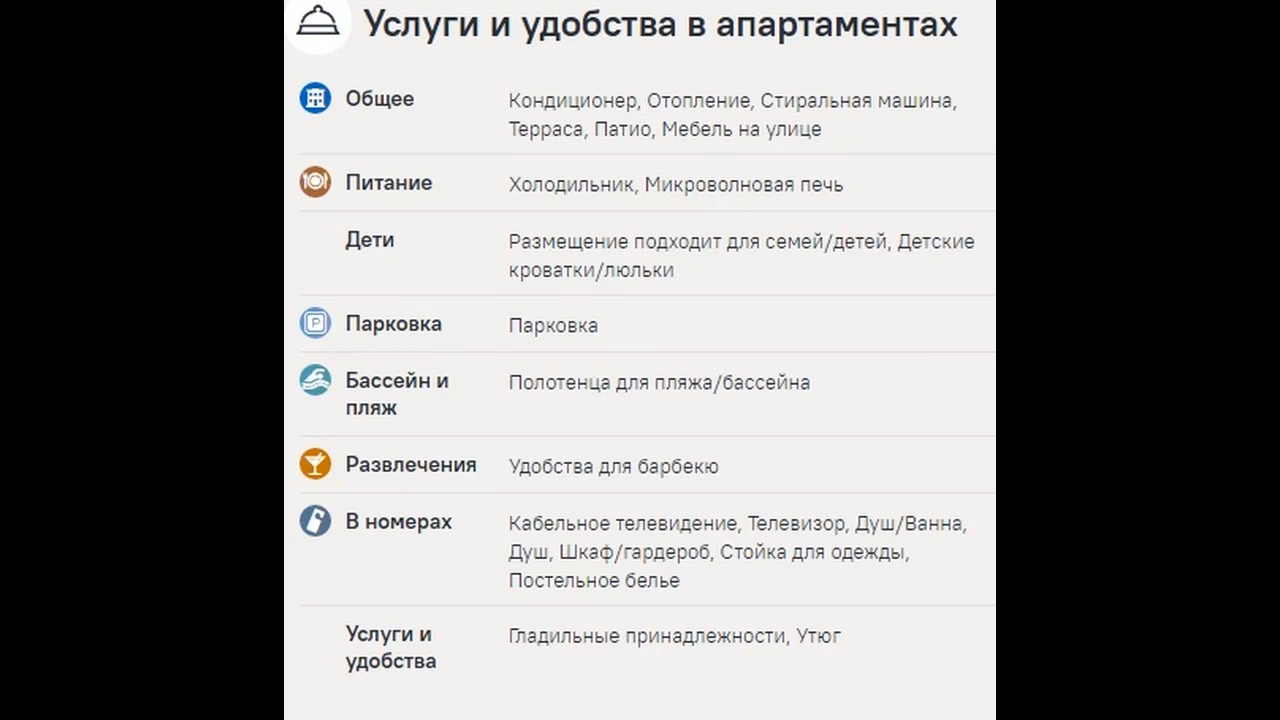 Услуги и удобства в апартаментах
Общее
Кондиционер, Отопление, Стиральная машина,
Терраса, Патио, Мебель на улице
Питание
Холодильник, Микроволновая печь
Дети
Размещение подходит для семей/детей, Детские
кроватки/люльки
P
Парковка
Парковка
Бассейн и
пляж
Полотенца для пляжа/бассейна
Развлечения
Удобства для барбекю
В номерах
Кабельное телевидение, Телевизор, Душ/Ванна,
Душ, Шкаф/гардероб, Стойка для одежды,
Постельное белье
Услуги и
удобства
Гладильные принадлежности, Утюг